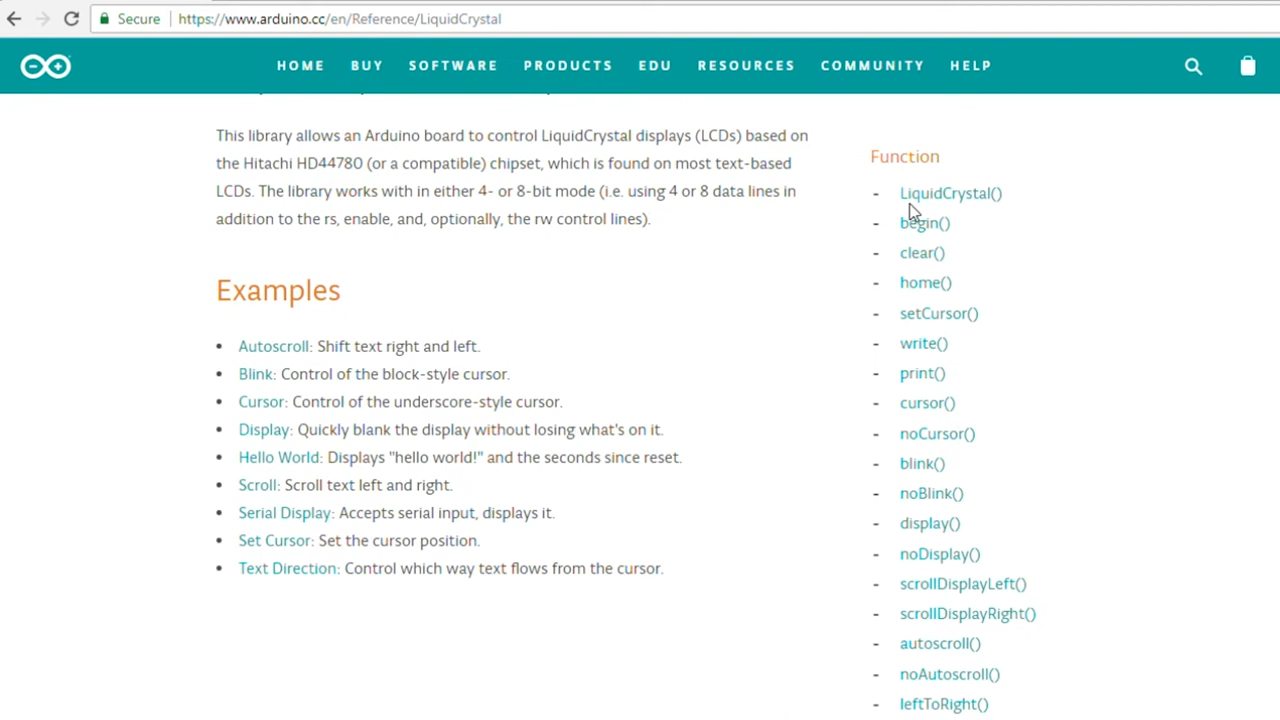 Secure https://www.arduino.cc/en/Reference/LiquidCrystal
HOME BUY SOFTWARE PRODUCTS EDU RESOURCES COMMUNITY HELP
This library allows an Arduino board to control LiquidCrystal displays (LCDs) based on
the Hitachi HD44780 (or a compatible) chipset, which is found on most text-based
LCDs. The library works with in either 4- or 8-bit mode (i.e. using 4 or 8 data lines in
addition to the rs, enable, and, optionally, the rw control lines).
Examples
• Autoscroll: Shift text right and left.
• Blink: Control of the block-style cursor.
• Cursor: Control of the underscore-style cursor.
• Display: Quickly blank the display without losing what's on it.
• Hello World: Displays "hello world!" and the seconds since reset.
• Scroll: Scroll text left and right.
• Serial Display: Accepts serial input, displays it.
• Set Cursor: Set the cursor position.
• Text Direction: Control which way text flows from the cursor.
Function
- LiquidCrystal()
- begin()
- clear()
- home()
- setCursor()
- write()
- print()
- cursor()
- noCursor()
- blink()
- noBlink()
- display()
- noDisplay()
- scrollDisplayLeft()
- scrollDisplayRight()
- autoscroll()
- noAutoscroll()
- leftToRight()